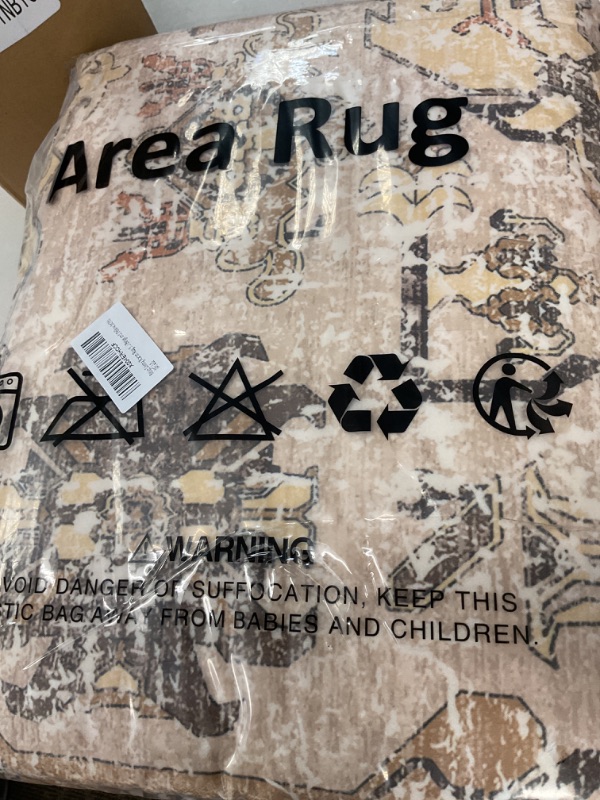 Area Rug
WARNING
VOID DANGER OF SUFFOCATION, KEEP THIS
TIC BAG AWAY FROM BABIES AND CHILDREN.